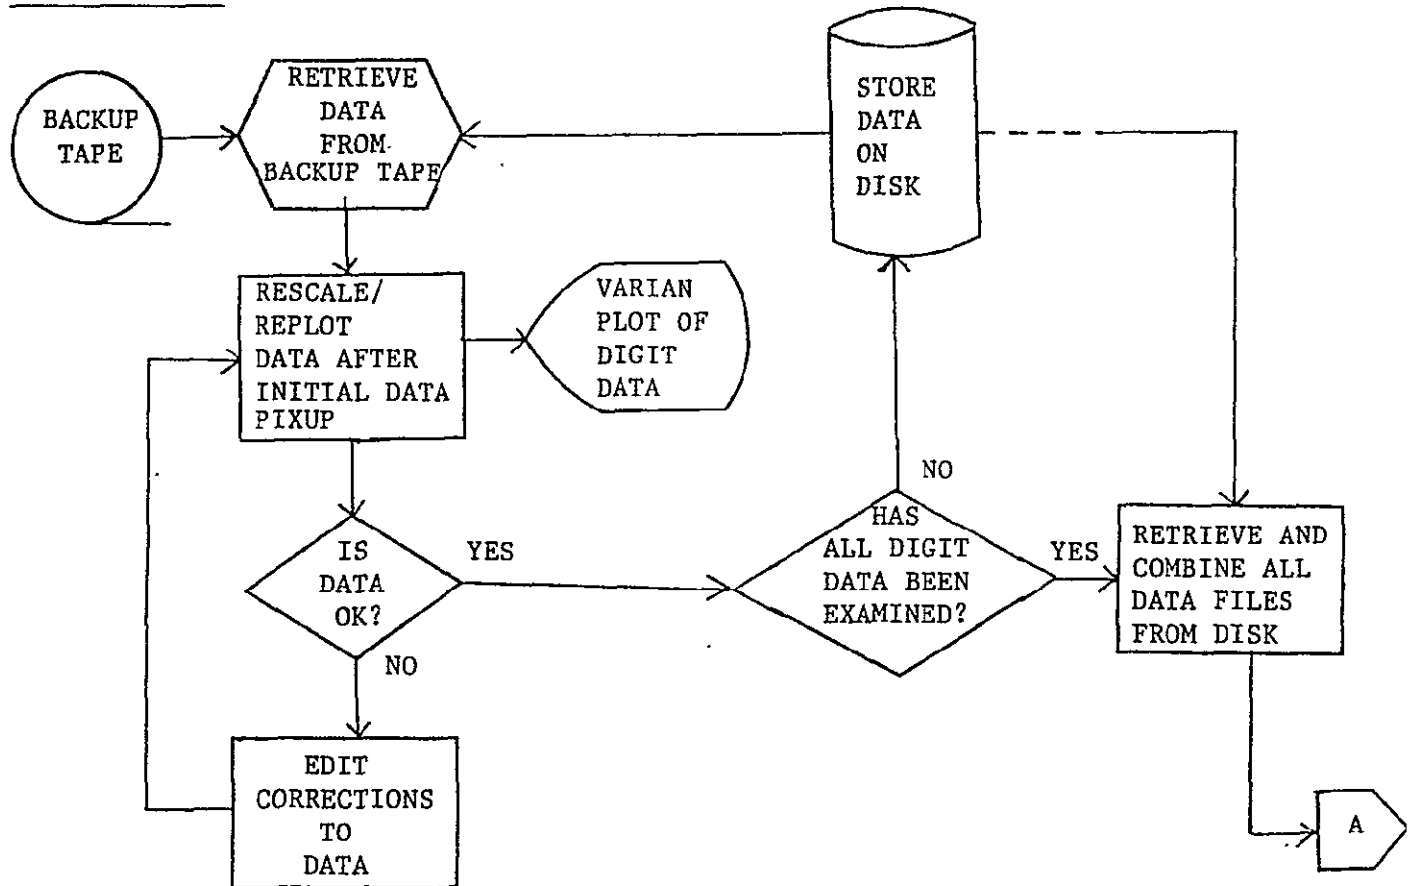 BACKUP
TAPE
RETRIEVE
DATA
FROM
BACKUP TAPE
STORE
DATA
ON
DISK
RESCALE/
REPLOT
DATA AFTER
INITIAL DATA
PIXUP
VARIAN
PLOT OF
DIGIT
DATA
IS
DATA
OK?
YES
NO
HAS
ALL DIGIT
DATA BEEN
EXAMINED?
NO
YES
RETRIEVE AND
COMBINE ALL
DATA FILES
FROM DISK
EDIT
CORRECTIONS
TO
DATA
A